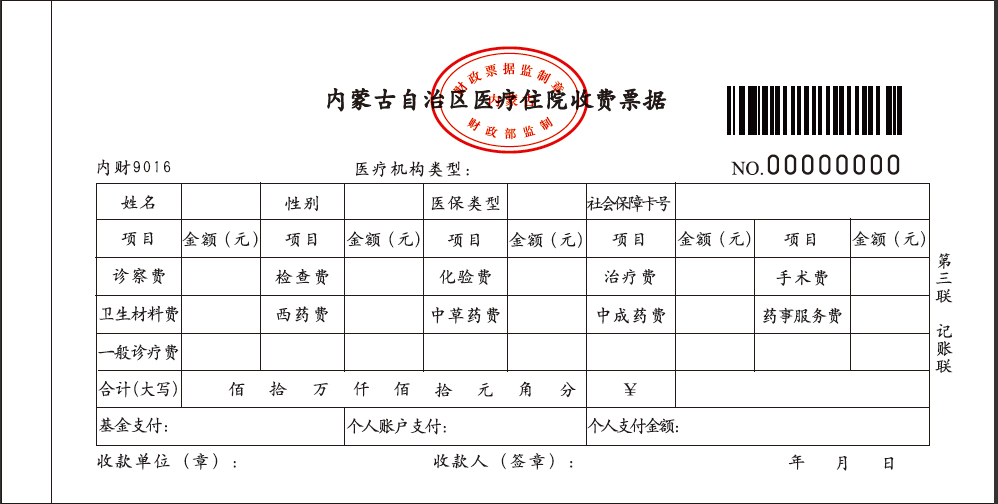 内蒙古自治区医疗住院收费票据
财政票据监制章
内蒙古
财政部监制
内财9016 医疗机构类型： NO.00000000
姓名 性别 医保类型 社会保障卡号
项目 金额（元） 项目 金额（元） 项目 金额（元） 项目 金额（元） 项目 金额（元）
诊察费 检查费 化验费 治疗费 手术费
卫生材料费 西药费 中草药费 中成药费 药事服务费
一般诊疗费
合计(大写) 佰 拾 万 仟 佰 拾 元 角 分 ￥
基金支付： 个人账户支付： 个人支付金额：
收款单位（章）： 收款人（签章）： 年 月 日
第三联 记账联